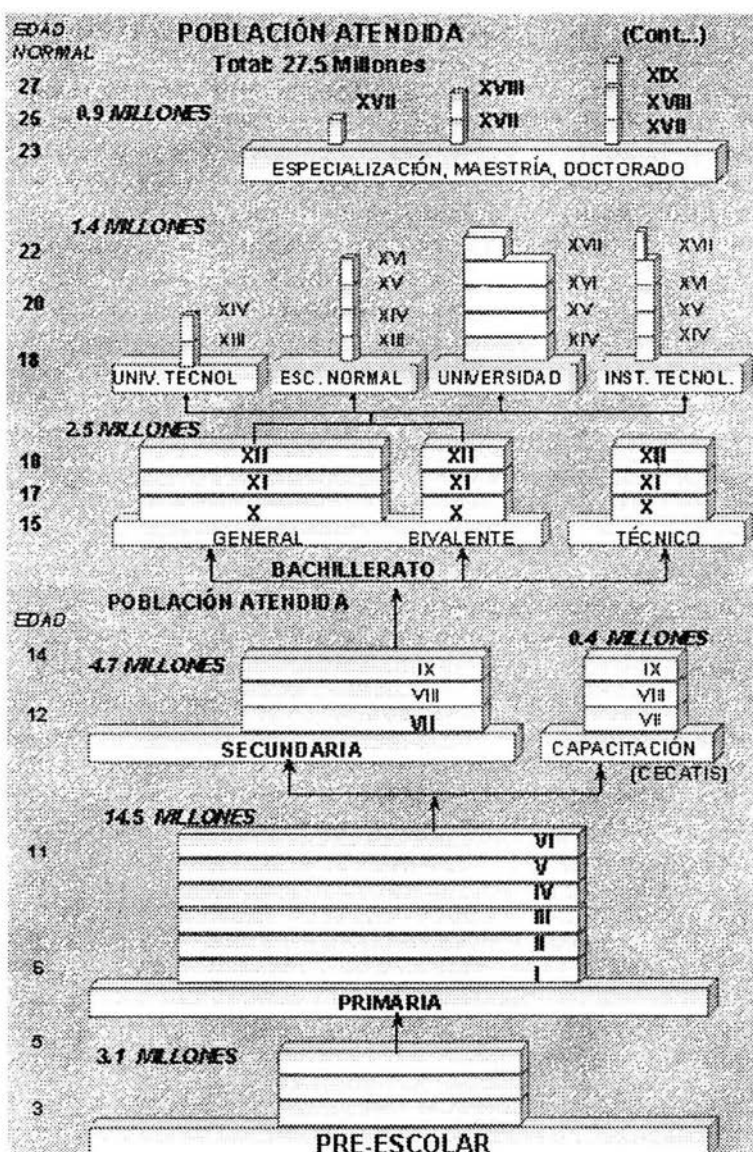 EDAD NORMAL
POBLACIÓN ATENDIDA
(Cont...)
Total: 27.5 Millones
27
26
23
0.9 MILLONES
XVII
XVIII
XVII
XIX
XVIII
XVII
ESPECIALIZACIÓN, MAESTRÍA, DOCTORADO
1.4 MILLONES
22
20
18
XIV
XIII
XVI
XV
XIV
XIII
XVII
XVI
XV
XIV
XVII
XVI
XV
XIV
UNIV. TECNOL
ESC. NORMAL
UNIVERSIDAD
INST. TECNOL.
2.5 MILLONES
18
17
15
XII
XI
X
XII
XI
X
XII
XI
X
GENERAL
BIVALENTE
TÉCNICO
BACHILLERATO
POBLACIÓN ATENDIDA
EDAD
14
12
4.7 MILLONES
0.4 MILLONES
IX
VIII
VII
IX
VIII
VII
SECUNDARIA
CAPACITACIÓN
(CECATIS)
14.5 MILLONES
11
6
VI
V
IV
III
II
I
PRIMARIA
5
3
3.1 MILLONES
PRE-ESCOLAR